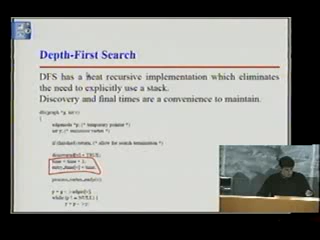 Depth-First Search
DFS has a neat recursive implementation which eliminates
the need to explicitly use a stack.
Discovery and final times are a convenience to maintain.
dfs(graph *g, int v)
{
edgenode *p; /* temporary pointer */
int y; /* successor vertex */
if (finished) return; /* allow for search termination */
discovered[v] = TRUE;
time = time + 1;
entry_time[v] = time;
process_vertex_early(v);
p = g->edges[v];
while (p != NULL) {
y = p->y;